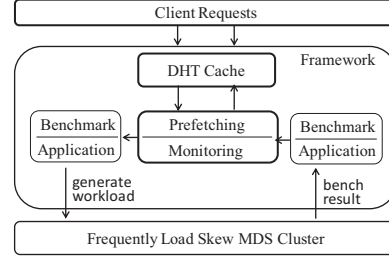 Client Requests
Framework
DHT Cache
Prefetching
Monitoring
Benchmark
Application
Benchmark
Application
generate
workload
bench
result
Frequently Load Skew MDS Cluster